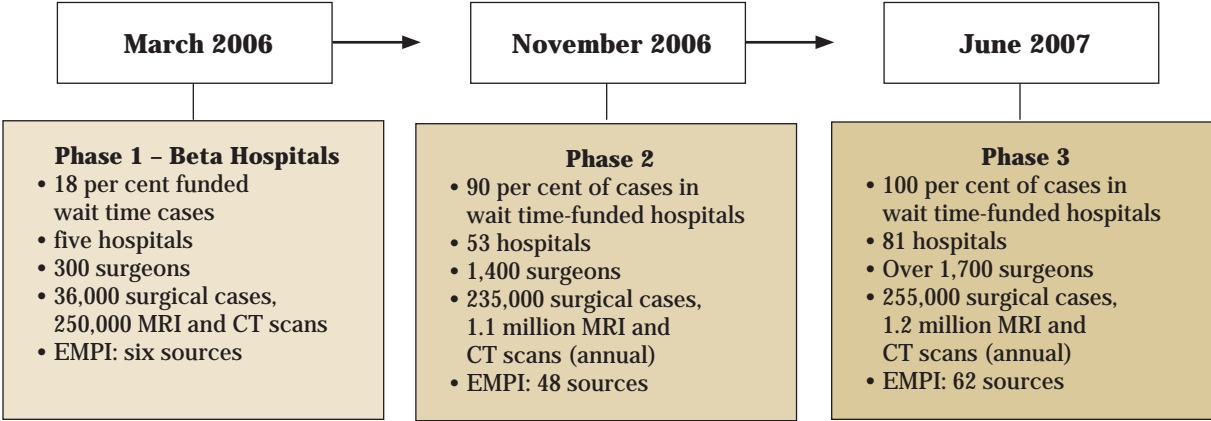 March 2006
November 2006
June 2007
Phase 1 – Beta Hospitals
• 18 per cent funded
wait time cases
• five hospitals
• 300 surgeons
• 36,000 surgical cases,
250,000 MRI and CT scans
• EMPI: six sources
Phase 2
• 90 per cent of cases in
wait time-funded hospitals
• 53 hospitals
• 1,400 surgeons
• 235,000 surgical cases,
1.1 million MRI and
CT scans (annual)
• EMPI: 48 sources
Phase 3
• 100 per cent of cases in
wait time-funded hospitals
• 81 hospitals
• Over 1,700 surgeons
• 255,000 surgical cases,
1.2 million MRI and
CT scans (annual)
• EMPI: 62 sources